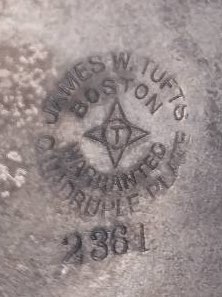 JAMES W. TUFTS
BOSTON
T
WARRANTED
QUADRUPLE PLATE
2361